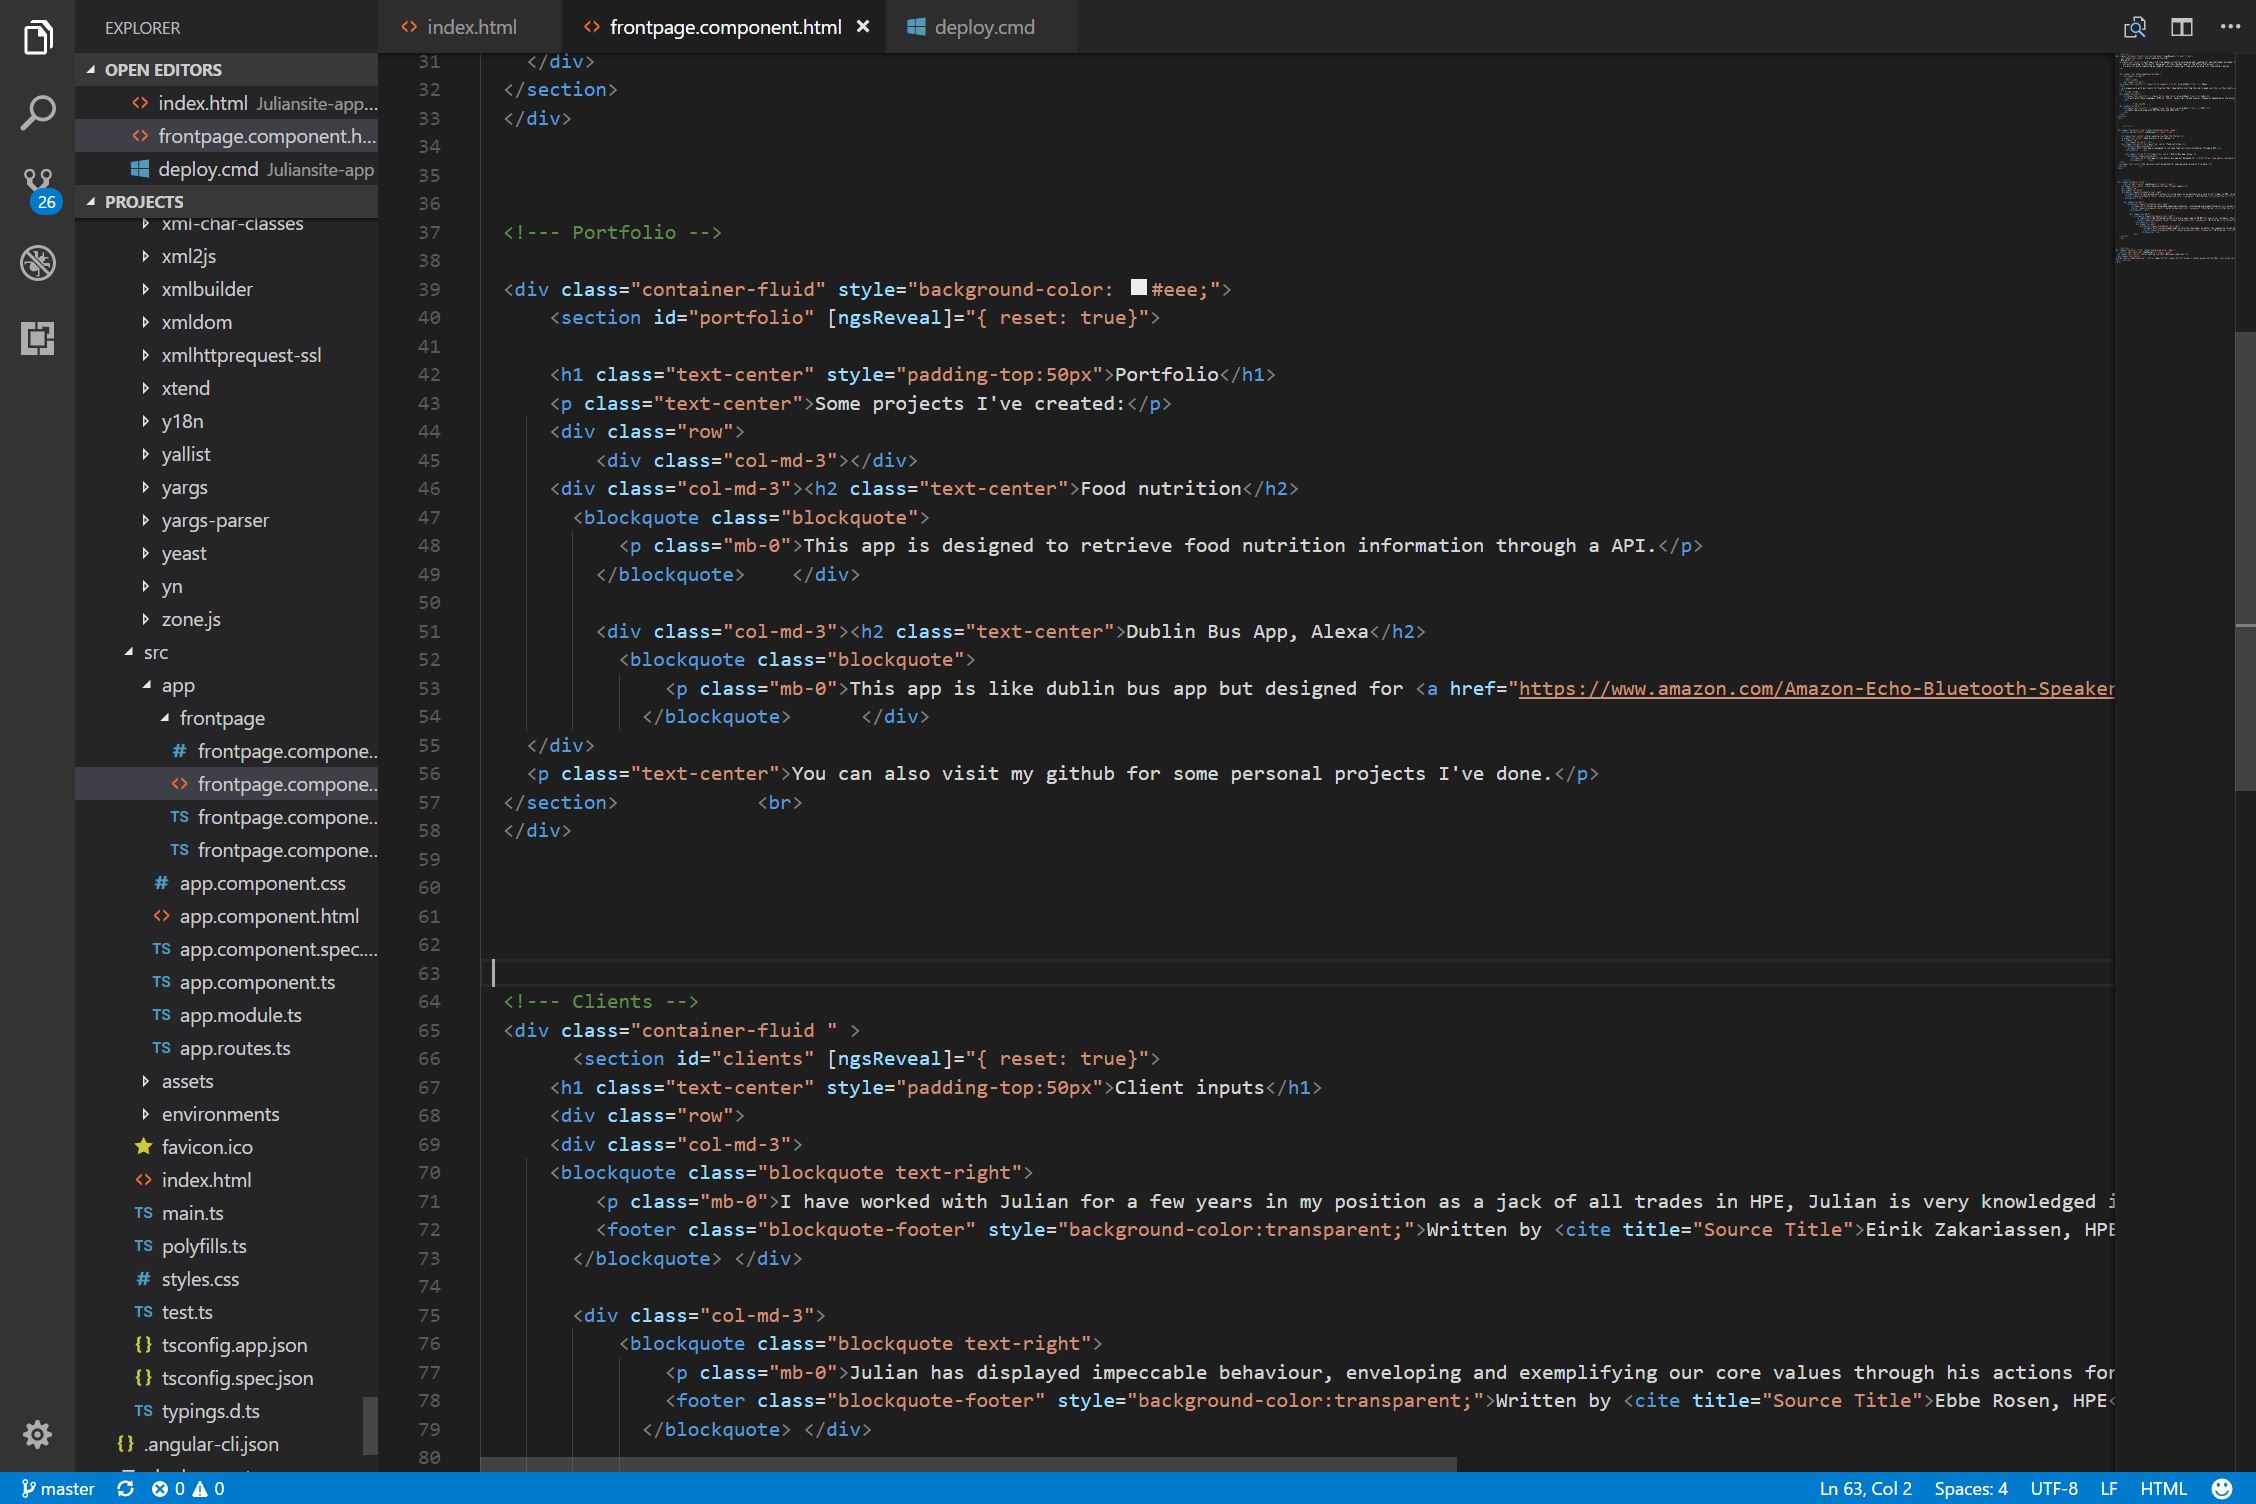 EXPLORER
OPEN EDITORS
index.html Juliansite-app...
frontpage.component.h...
deploy.cmd Juliansite-app
26
PROJECTS
xml-char-classes
xml2js
xmlbuilder
xmldom
xmlhttprequest-ssl
xtend
y18n
yallist
yargs
yargs-parser
yeast
yn
zone.js
src
app
frontpage
# frontpage.compone...
<> frontpage.compone...
TS frontpage.compone...
TS frontpage.compone...
# app.component.css
<> app.component.html
TS app.component.spec....
TS app.component.ts
TS app.module.ts
TS app.routes.ts
assets
environments
favicon.ico
<> index.html
TS main.ts
TS polyfills.ts
# styles.css
TS test.ts
{} tsconfig.app.json
{} tsconfig.spec.json
TS typings.d.ts
{} .angular-cli.json
<> index.html <> frontpage.component.html × deploy.cmd
31 </div>
32 </section>
33 </div>
34
35
36
37 <!--- Portfolio -->
38
39 <div class="container-fluid" style="background-color: #eee;">
40 <section id="portfolio" [ngsReveal]="{ reset: true}">
41
42 <h1 class="text-center" style="padding-top:50px">Portfolio</h1>
43 <p class="text-center">Some projects I've created:</p>
44 <div class="row">
45 <div class="col-md-3"></div>
46 <div class="col-md-3"><h2 class="text-center">Food nutrition</h2>
47 <blockquote class="blockquote">
48 <p class="mb-0">This app is designed to retrieve food nutrition information through a API.</p>
49 </blockquote> </div>
50
51 <div class="col-md-3"><h2 class="text-center">Dublin Bus App, Alexa</h2>
52 <blockquote class="blockquote">
53 <p class="mb-0">This app is like dublin bus app but designed for <a href="https://www.amazon.com/Amazon-Echo-Bluetooth-Speaker
54 </blockquote> </div>
55 </div>
56 <p class="text-center">You can also visit my github for some personal projects I've done.</p>
57 </section> <br>
58 </div>
59
60
61
62
63
64 <!--- Clients -->
65 <div class="container-fluid " >
66 <section id="clients" [ngsReveal]="{ reset: true}">
67 <h1 class="text-center" style="padding-top:50px">Client inputs</h1>
68 <div class="row">
69 <div class="col-md-3">
70 <blockquote class="blockquote text-right">
71 <p class="mb-0">I have worked with Julian for a few years in my position as a jack of all trades in HPE, Julian is very knowledged i
72 <footer class="blockquote-footer" style="background-color:transparent;">Written by <cite title="Source Title">Eirik Zakariassen, HPE
73 </blockquote> </div>
74
75 <div class="col-md-3">
76 <blockquote class="blockquote text-right">
77 <p class="mb-0">Julian has displayed impeccable behaviour, enveloping and exemplifying our core values through his actions for
78 <footer class="blockquote-footer" style="background-color:transparent;">Written by <cite title="Source Title">Ebbe Rosen, HPE<
79 </blockquote> </div>
80
master 0 0 Ln 63, Col 2 Spaces: 4 UTF-8 LF HTML